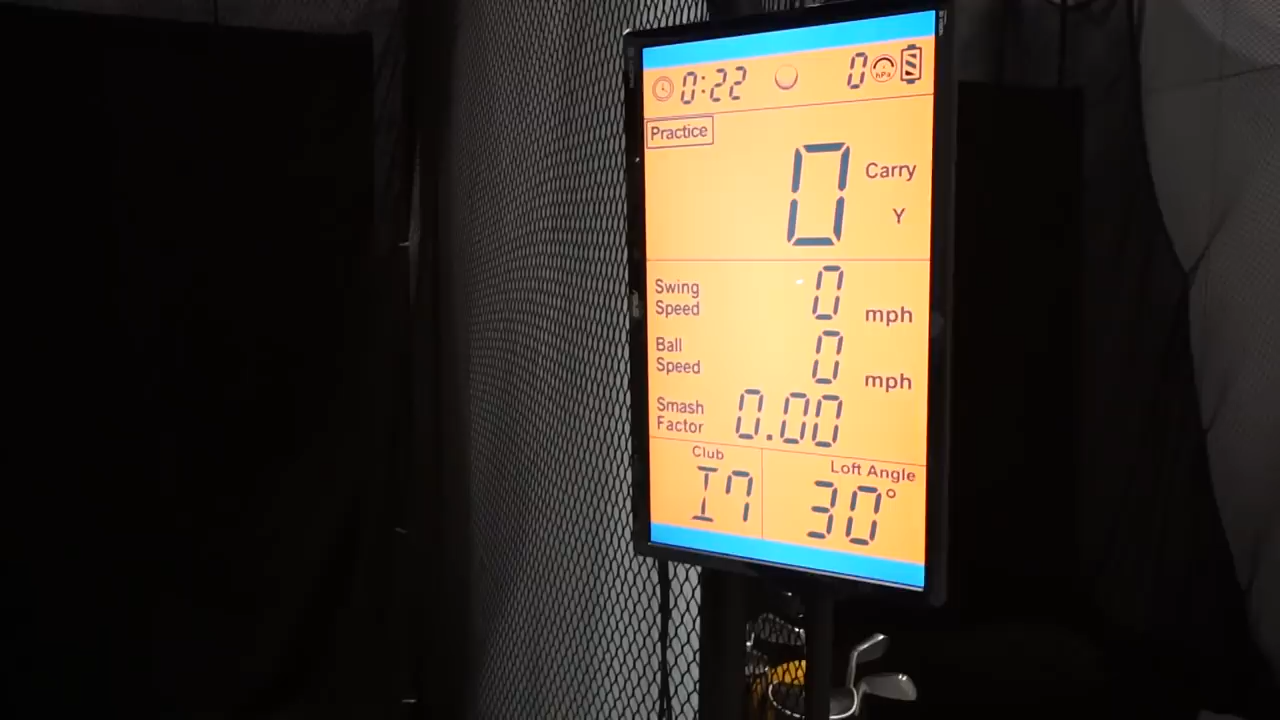 0:22 0 hPa
Practice
0 Carry
Y
Swing
Speed 0 mph
Ball
Speed 0 mph
Smash
Factor 0.00
Club Loft Angle
I7 30°